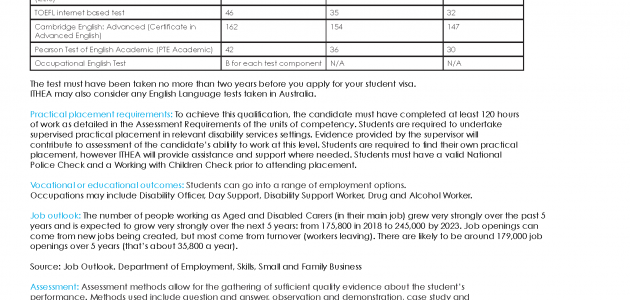 TOEFL internet based test 46 35 32
Cambridge English: Advanced (Certificate in 162 154 147
Advanced English)
Pearson Test of English Academic (PTE Academic) 42 36 30
Occupational English Test B for each test component N/A N/A
The test must have been taken no more than two years before you apply for your student visa.
ITHEA may also consider any English Language tests taken in Australia.
Practical placement requirements: To achieve this qualification, the candidate must have completed at least 120 hours
of work as detailed in the Assessment Requirements of the units of competency. Students are required to undertake
supervised practical placement in relevant disability services settings. Evidence provided by the supervisor will
contribute to assessment of the candidate's ability to work at this level. Students are required to find their own practical
placement, however ITHEA will provide assistance and support where needed. Students must have a valid National
Police Check and a Working with Children Check prior to attending placement.
Vocational or educational outcomes: Students can go into a range of employment options.
Occupations may include Disability Officer, Day Support, Disability Support Worker, Drug and Alcohol Worker.
Job outlook: The number of people working as Aged and Disabled Carers (in their main job) grew very strongly over the past 5
years and is expected to grow very strongly over the next 5 years: from 175,800 in 2018 to 245,000 by 2023. Job openings can
come from new jobs being created, but most come from turnover (workers leaving). There are likely to be around 179,000 job
openings over 5 years (that's about 35,800 a year).
Source: Job Outlook, Department of Employment, Skills, Small and Family Business
Assessment: Assessment methods allow for the gathering of sufficient quality evidence about the student's
performance. Methods used include question and answer, observation and demonstration, case study and